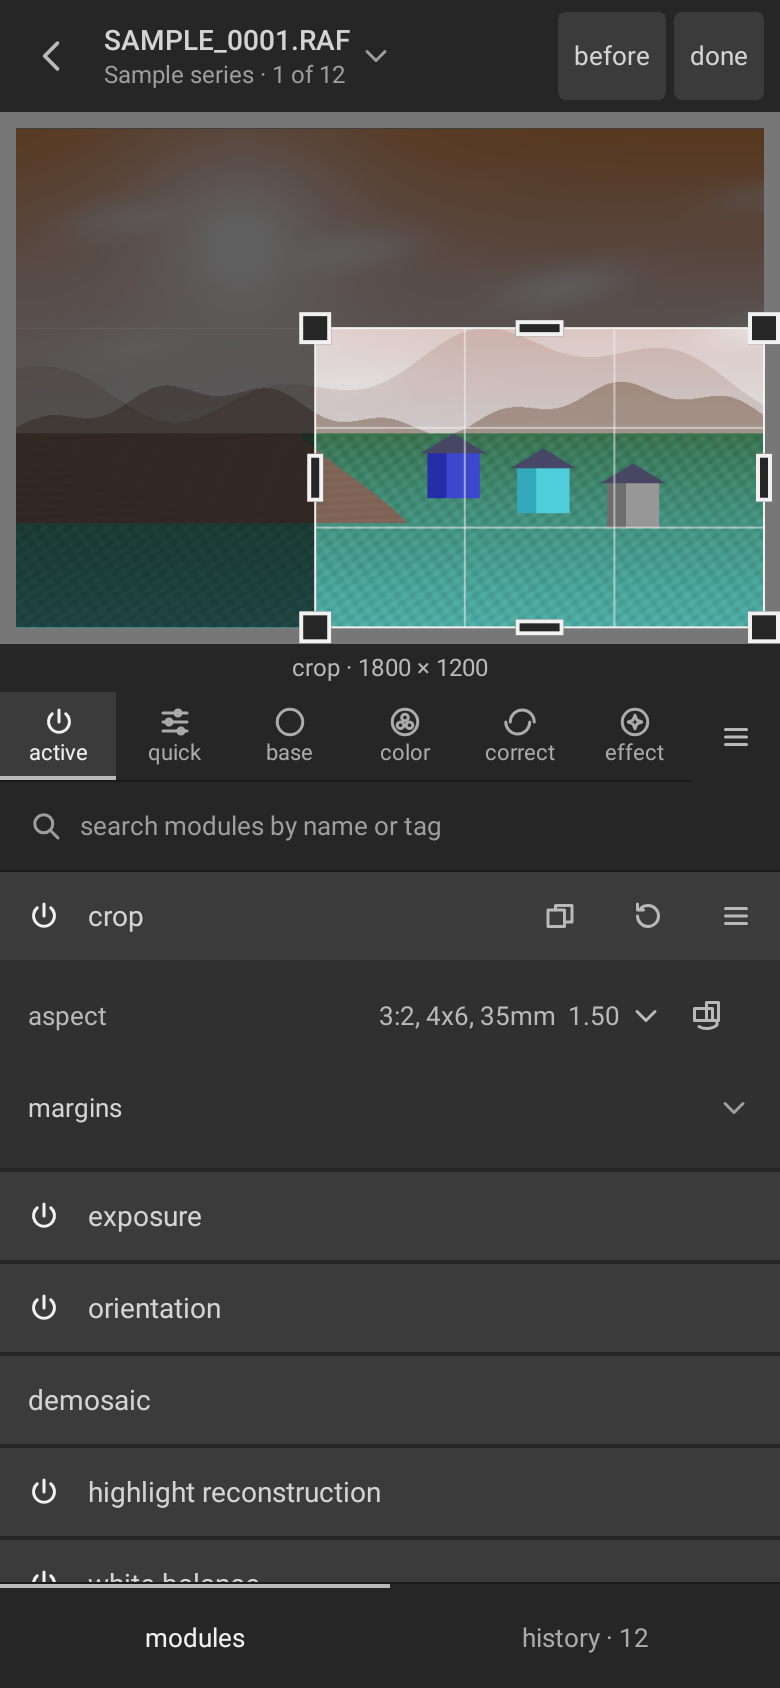 SAMPLE_0001.RAF
Sample series · 1 of 12
before
done
crop · 1800 × 1200
active
quick
base
color
correct
effect
search modules by name or tag
crop
aspect
3:2, 4x6, 35mm 1.50
margins
exposure
orientation
demosaic
highlight reconstruction
white balance
modules
history · 12